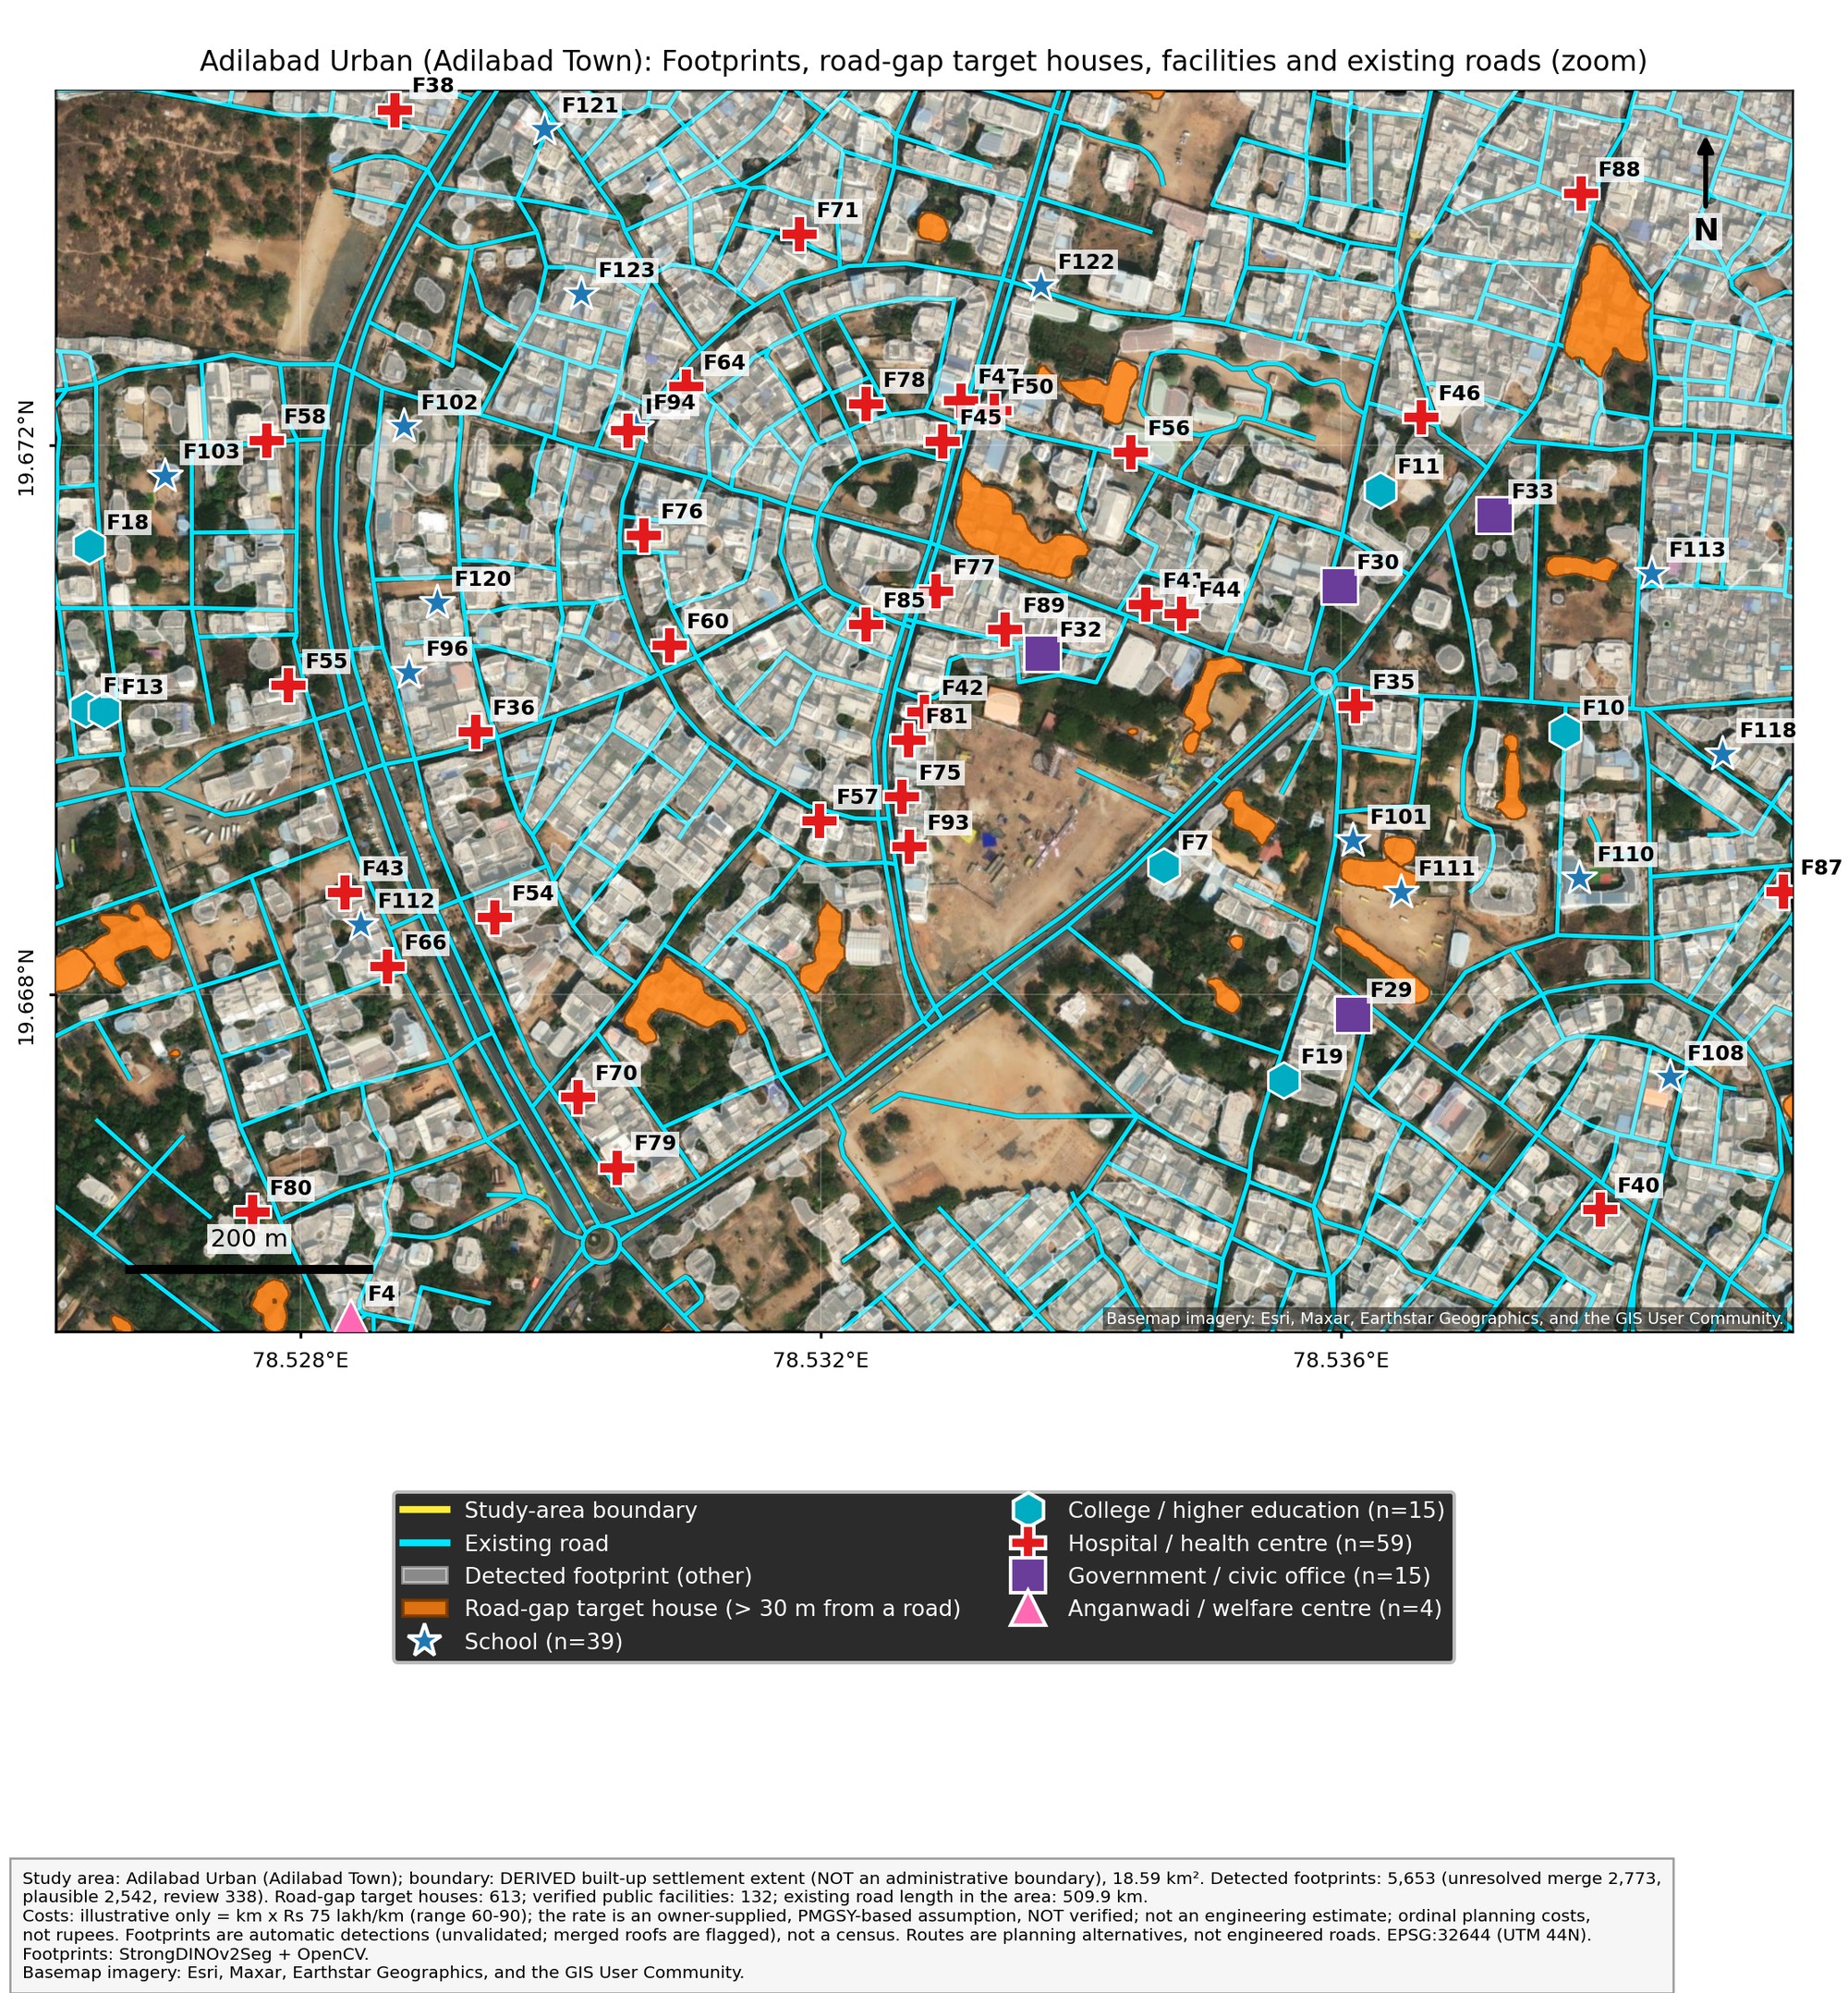 Adilabad Urban (Adilabad Town): Footprints, road-gap target houses, facilities and existing roads (zoom)
F38
F121
F88
F71
N
F122
F123
F64
F78
F47
F50
F46
F94
F45
F102
F58
F56
F103
F11
F33
F76
F18
F113
F30
F77
F120
F41
F44
F85
F89
F60
F32
F96
F55
F13
F42
F35
F36
F10
F81
F118
F75
F57
F93
F101
F7
F110
F111
F87
F43
F54
F112
F66
F29
F19
F108
F70
F79
F80
F40
200 m
F4
19.672°N
19.668°N
Basemap imagery: Esri, Maxar, Earthstar Geographics, and the GIS User Community.
78.528°E
78.532°E
78.536°E
Study-area boundary
Existing road
Detected footprint (other)
Road-gap target house (> 30 m from a road)
School (n=39)
College / higher education (n=15)
Hospital / health centre (n=59)
Government / civic office (n=15)
Anganwadi / welfare centre (n=4)
Study area: Adilabad Urban (Adilabad Town); boundary: DERIVED built-up settlement extent (NOT an administrative boundary), 18.59 km². Detected footprints: 5,653 (unresolved merge 2,773,
plausible 2,542, review 338). Road-gap target houses: 613; verified public facilities: 132; existing road length in the area: 509.9 km.
Costs: illustrative only = km x Rs 75 lakh/km (range 60-90); the rate is an owner-supplied, PMGSY-based assumption, NOT verified; not an engineering estimate; ordinal planning costs,
not rupees. Footprints are automatic detections (unvalidated; merged roofs are flagged), not a census. Routes are planning alternatives, not engineered roads. EPSG:32644 (UTM 44N).
Footprints: StrongDINOv2Seg + OpenCV.
Basemap imagery: Esri, Maxar, Earthstar Geographics, and the GIS User Community.